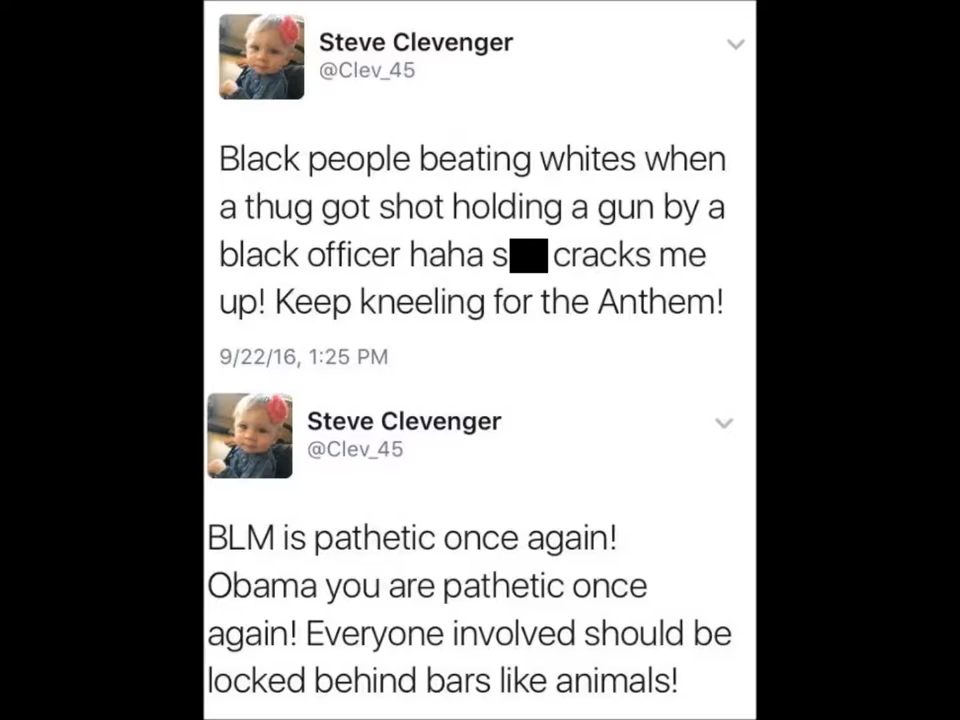 Steve Clevenger
@Clev_45
Black people beating whites when
a thug got shot holding a gun by a
black officer haha s cracks me
up! Keep kneeling for the Anthem!
9/22/16, 1:25 PM
Steve Clevenger
@Clev_45
BLM is pathetic once again!
Obama you are pathetic once
again! Everyone involved should be
locked behind bars like animals!